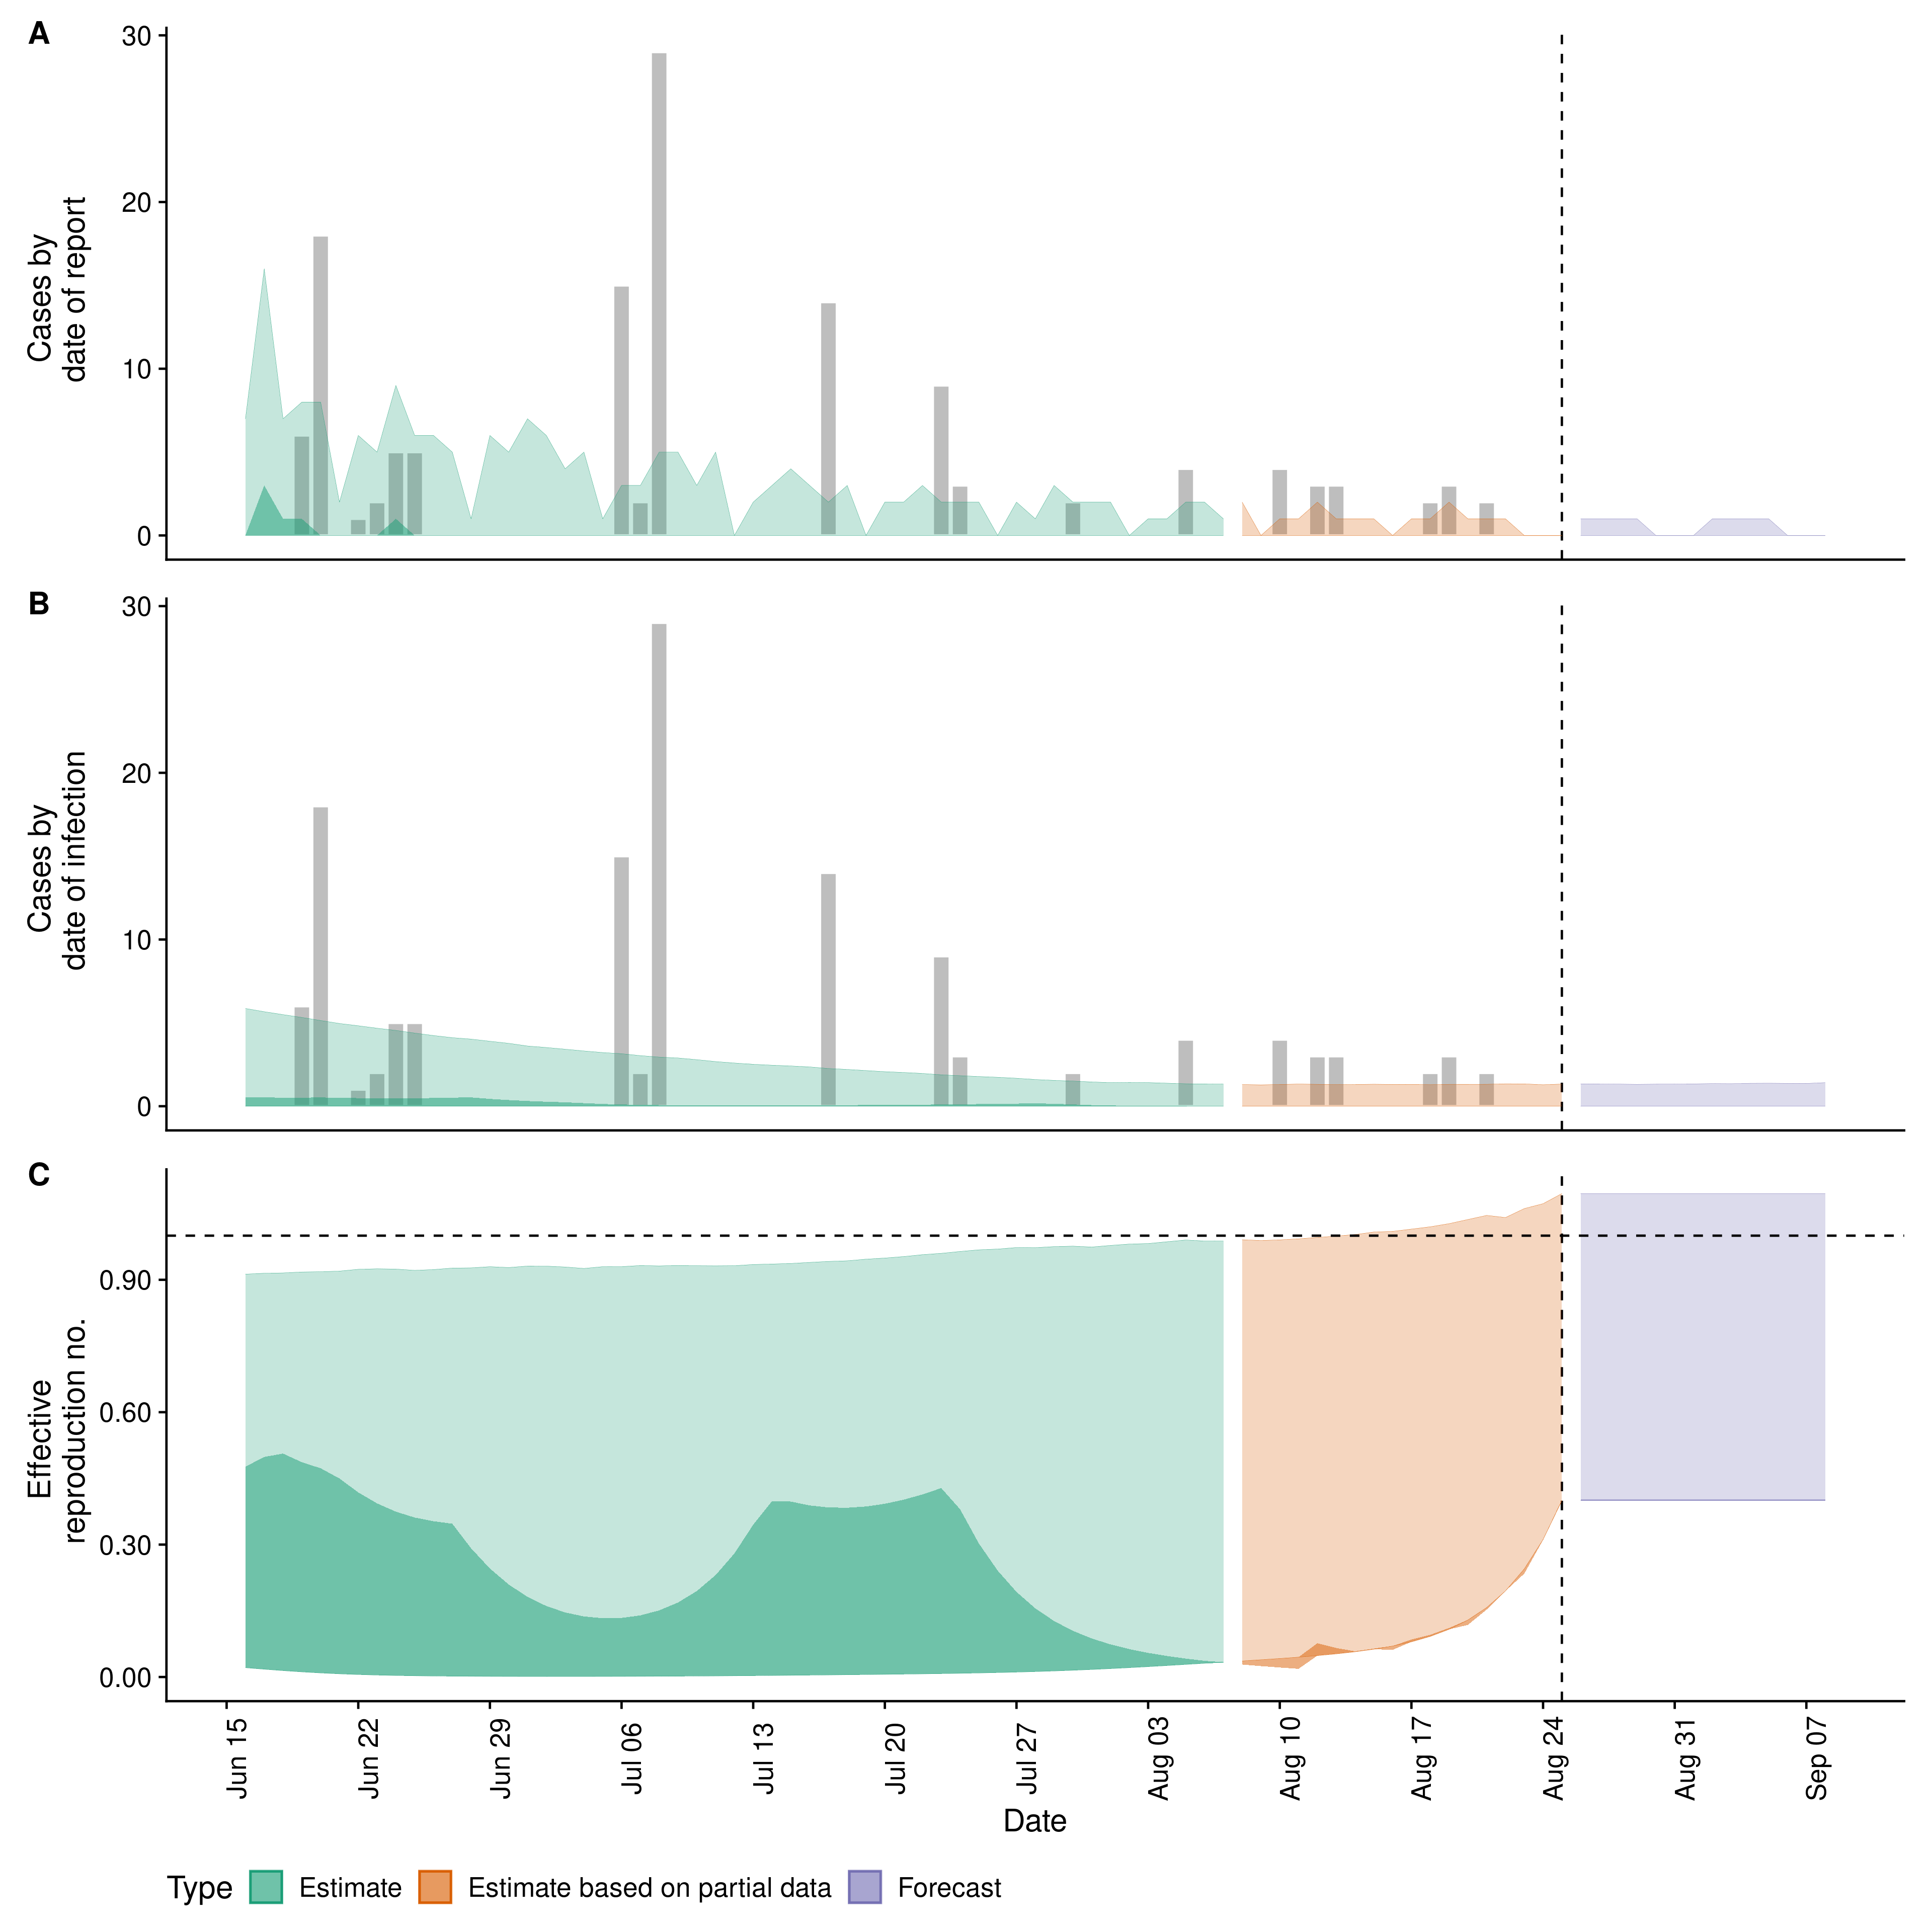 A
Cases by
date of report
30
20
10
0
B
Cases by
date of infection
30
20
10
0
C
Effective
reproduction no.
0.90
0.60
0.30
0.00
Jun 15
Jun 22
Jun 29
Jul 06
Jul 13
Jul 20
Jul 27
Aug 03
Aug 10
Aug 17
Aug 24
Aug 31
Sep 07
Date
Type Estimate Estimate based on partial data Forecast